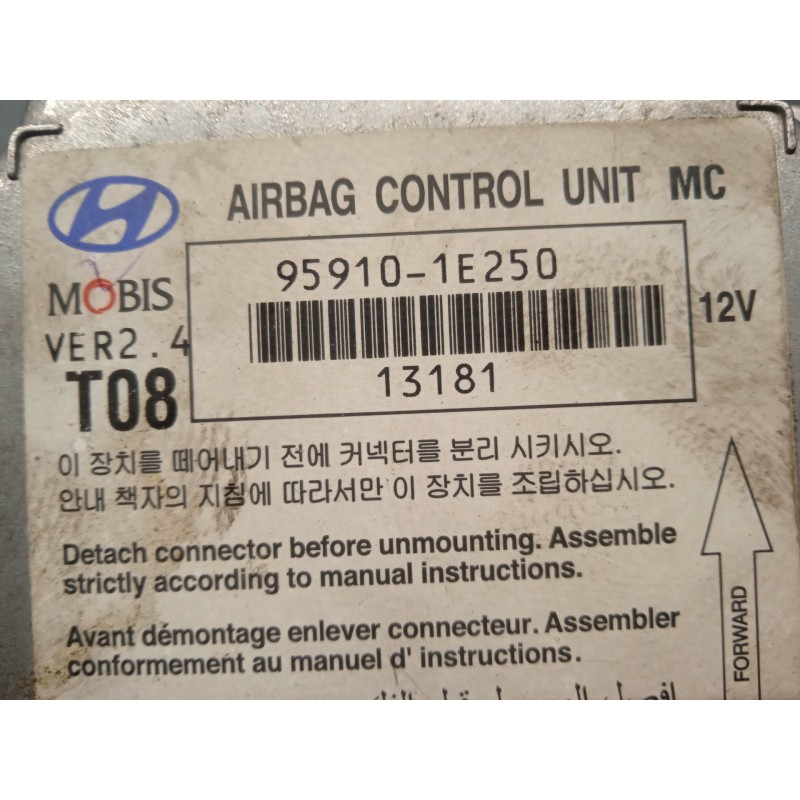 AIRBAG CONTROL UNIT MC
95910-1E250
MOBIS
12V
VER2.4
13181
T08
이 장치를 떼어내기 전에 커넥터를 분리 시키시오.
안내 책자의 지침에 따라서만 이 장치를 조립하십시오.
Detach connector before unmounting. Assemble
strictly according to manual instructions.
Avant démontage enlever connecteur. Assembler
conformement au manuel d' instructions.
FORWARD